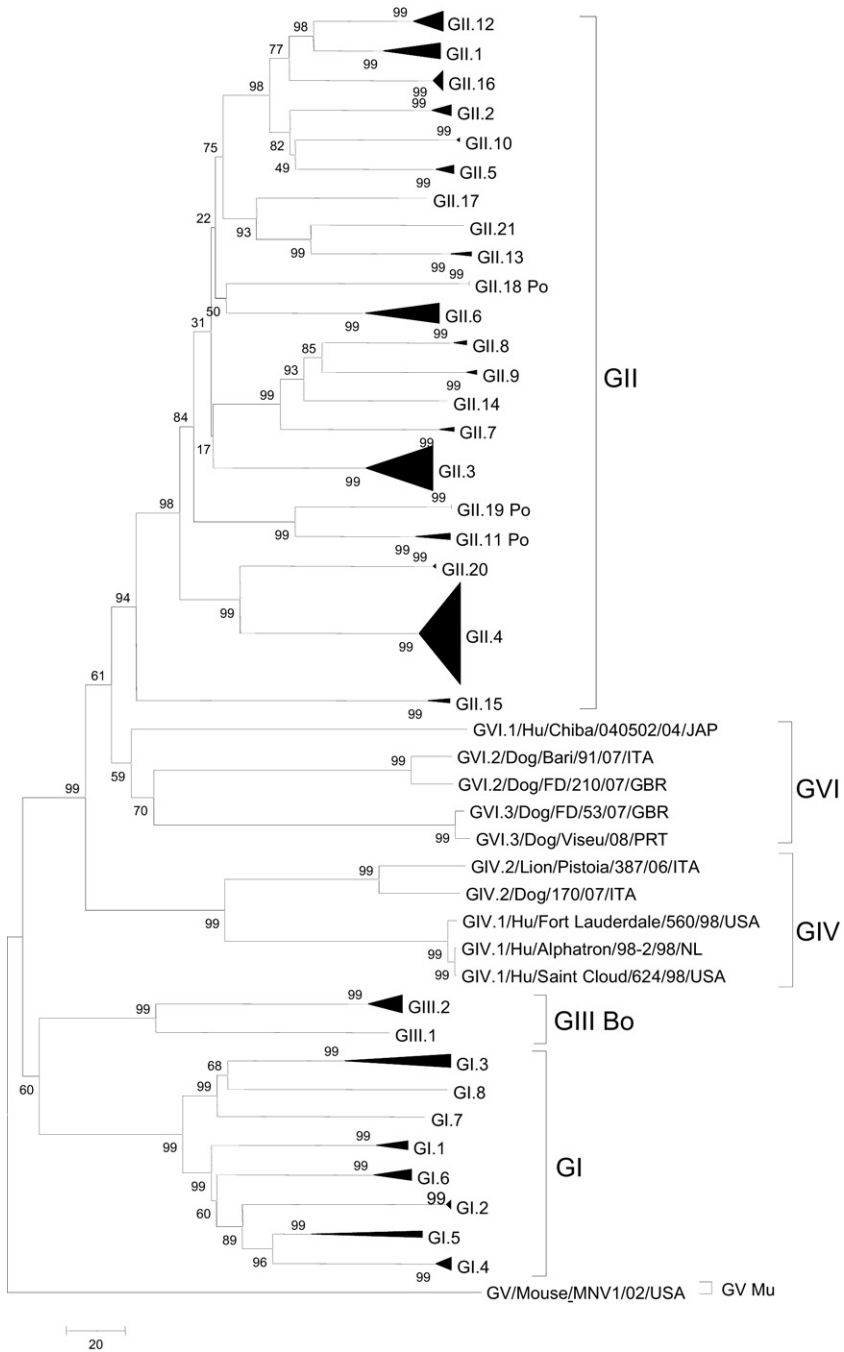 99
98
GII.12
77
GII.1
99
98
GII.16
99
99
GII.2
99
82
GII.10
75
49
GII.5
99
22
GII.17
93
GII.21
99
GII.13
99
99
GII.18 Po
50
GII.6
31
99
99
85
GII.8
93
GII.9
99
99
GII
84
GII.14
GII.7
17
99
GII.3
99
98
99
GII.19 Po
99
GII.11 Po
99
99
GII.20
94
99
GII.4
99
61
GII.15
99
GVI.1/Hu/Chiba/040502/04/JAP
99
GVI.2/Dog/Bari/91/07/ITA
59
GVI.2/Dog/FD/210/07/GBR
99
GVI
70
GVI.3/Dog/FD/53/07/GBR
99
GVI.3/Dog/Viseu/08/PRT
99
GIV.2/Lion/Pistoia/387/06/ITA
GIV.2/Dog/170/07/ITA
99
GIV
GIV.1/Hu/Fort Lauderdale/560/98/USA
99
GIV.1/Hu/Alphatron/98-2/98/NL
99
GIV.1/Hu/Saint Cloud/624/98/USA
99
99
GIII.2
GIII Bo
GIII.1
99
GI.3
68
60
99
GI.8
GI.7
99
99
GI.1
GI
99
99
GI.6
60
99
GI.2
89
99
GI.5
96
GI.4
99
GV/Mouse/MNV1/02/USA
GV Mu
20